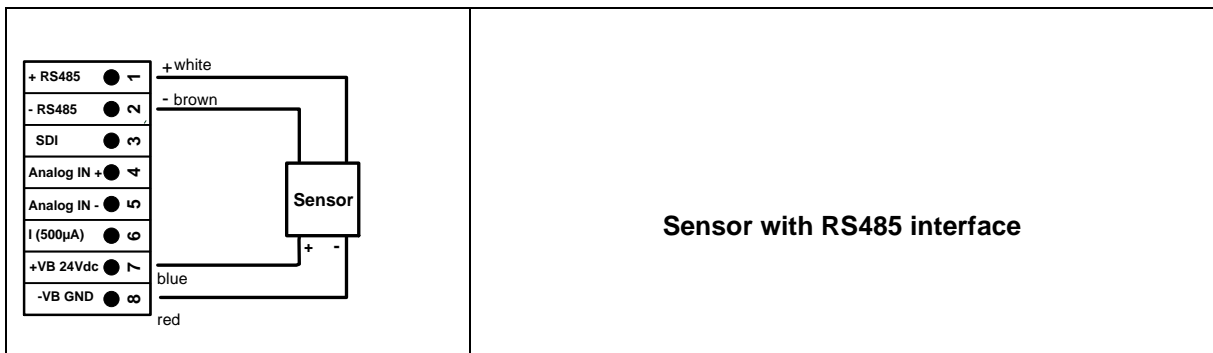 + white
+ RS485 1
- brown
- RS485 2
SDI 3
Analog IN + 4
Analog IN - 5
Sensor
I (500µA) 6
+ -
+VB 24Vdc 7
blue
-VB GND 8
red
Sensor with RS485 interface